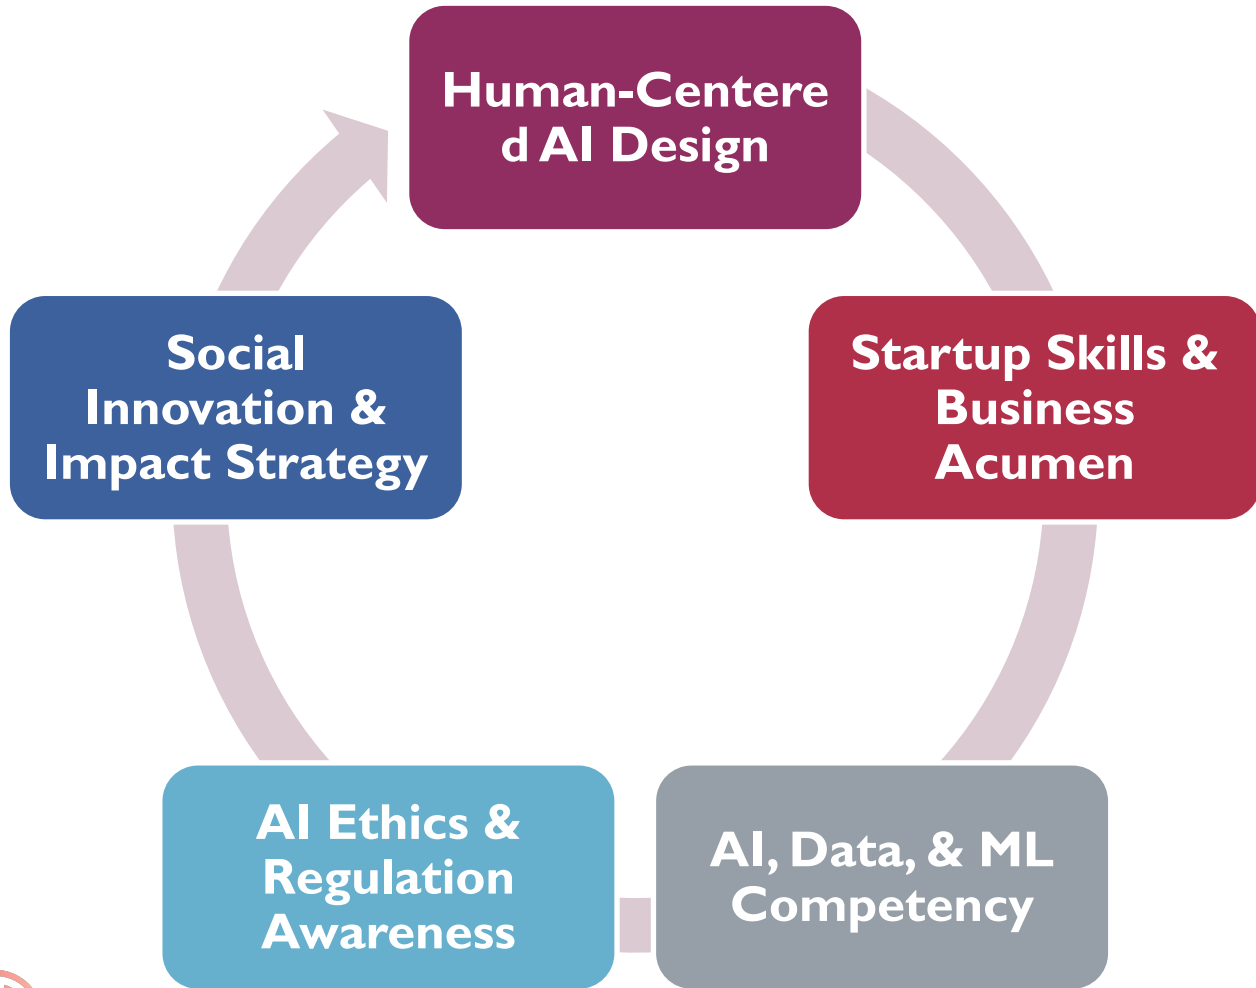 Human-Centere
d AI Design
Startup Skills &
Business
Acumen
AI, Data, & ML
Competency
AI Ethics &
Regulation
Awareness
Social
Innovation &
Impact Strategy